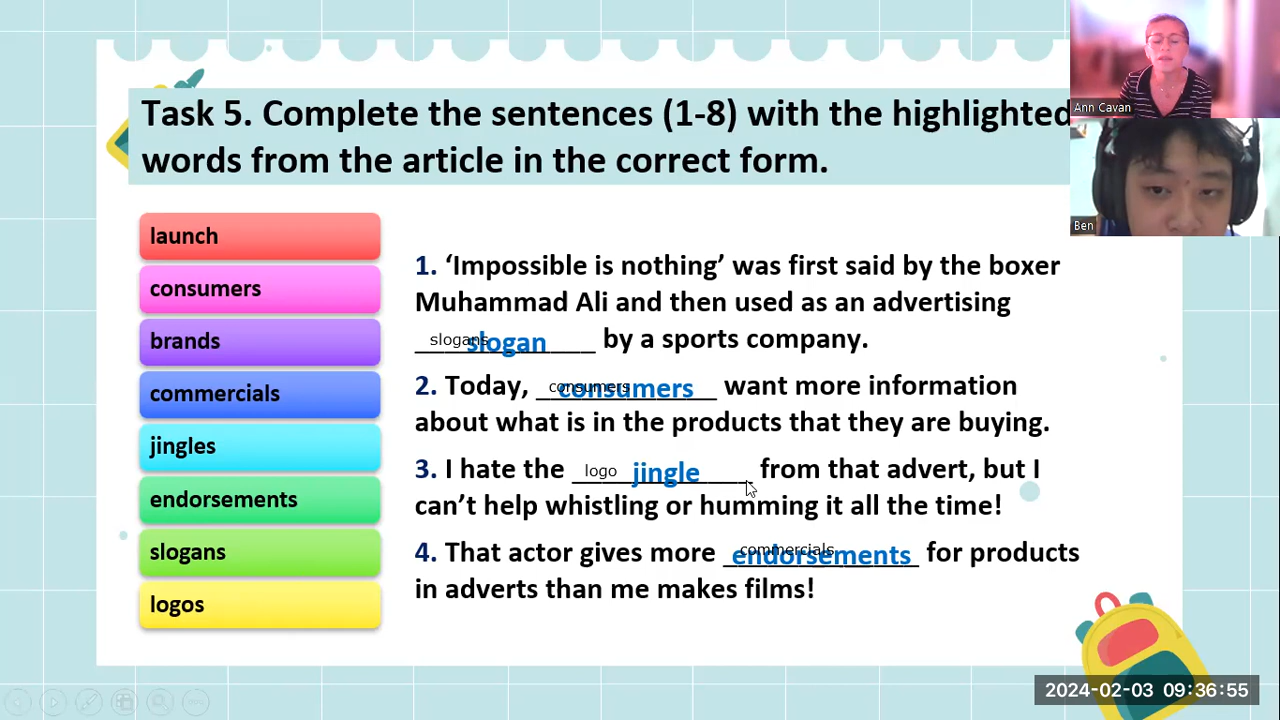 Task 5. Complete the sentences (1-8) with the highlighted
words from the article in the correct form.
Ann Cavan
Ben
launch
consumers
brands
commercials
jingles
endorsements
slogans
logos
1. ‘Impossible is nothing’ was first said by the boxer
Muhammad Ali and then used as an advertising
slogans slogan by a sports company.
2. Today, consumers consumers want more information
about what is in the products that they are buying.
3. I hate the logo jingle from that advert, but I
can’t help whistling or humming it all the time!
4. That actor gives more commercials endorsements for products
in adverts than me makes films!
2024-02-03 09:36:55